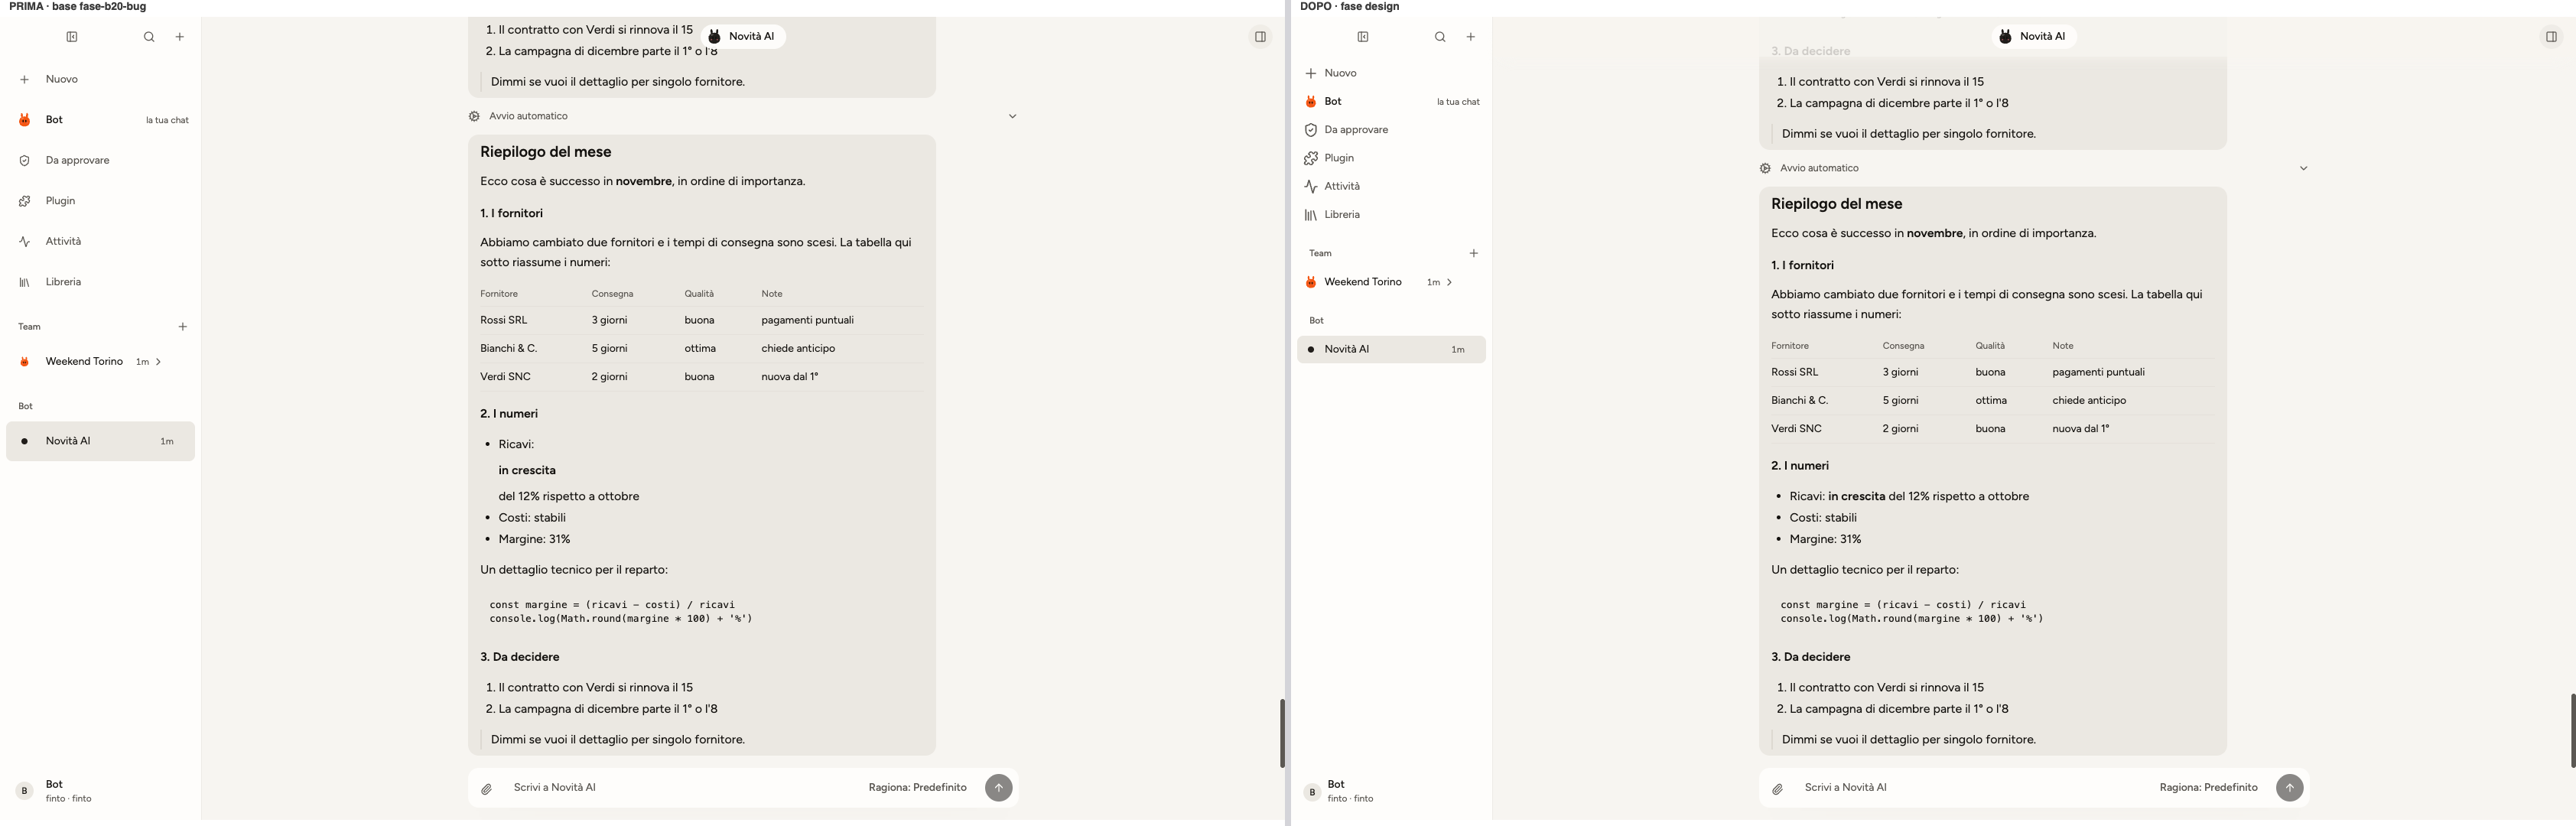 PRIMA · base fase-b20-bug
Nuovo
Bot la tua chat
Da approvare
Plugin
Attività
Libreria
Team
Weekend Torino 1m
Bot
Novità AI 1m
Bot
B
finto · finto
Novità AI
1. Il contratto con Verdi si rinnova il 15
2. La campagna di dicembre parte il 1° o l'8
Dimmi se vuoi il dettaglio per singolo fornitore.
Avvio automatico
Riepilogo del mese
Ecco cosa è successo in novembre, in ordine di importanza.
1. I fornitori
Abbiamo cambiato due fornitori e i tempi di consegna sono scesi. La tabella qui
sotto riassume i numeri:
Fornitore Consegna Qualità Note
Rossi SRL 3 giorni buona pagamenti puntuali
Bianchi & C. 5 giorni ottima chiede anticipo
Verdi SNC 2 giorni buona nuova dal 1°
2. I numeri
• Ricavi:
in crescita
del 12% rispetto a ottobre
• Costi: stabili
• Margine: 31%
Un dettaglio tecnico per il reparto:
const margine = (ricavi − costi) / ricavi
console.log(Math.round(margine * 100) + '%')
3. Da decidere
1. Il contratto con Verdi si rinnova il 15
2. La campagna di dicembre parte il 1° o l'8
Dimmi se vuoi il dettaglio per singolo fornitore.
Scrivi a Novità AI Ragiona: Predefinito
DOPO · fase design
Nuovo
Bot la tua chat
Da approvare
Plugin
Attività
Libreria
Team
Weekend Torino 1m
Bot
Novità AI 1m
Bot
B
finto · finto
Novità AI
3. Da decidere
1. Il contratto con Verdi si rinnova il 15
2. La campagna di dicembre parte il 1° o l'8
Dimmi se vuoi il dettaglio per singolo fornitore.
Avvio automatico
Riepilogo del mese
Ecco cosa è successo in novembre, in ordine di importanza.
1. I fornitori
Abbiamo cambiato due fornitori e i tempi di consegna sono scesi. La tabella qui
sotto riassume i numeri:
Fornitore Consegna Qualità Note
Rossi SRL 3 giorni buona pagamenti puntuali
Bianchi & C. 5 giorni ottima chiede anticipo
Verdi SNC 2 giorni buona nuova dal 1°
2. I numeri
• Ricavi: in crescita del 12% rispetto a ottobre
• Costi: stabili
• Margine: 31%
Un dettaglio tecnico per il reparto:
const margine = (ricavi − costi) / ricavi
console.log(Math.round(margine * 100) + '%')
3. Da decidere
1. Il contratto con Verdi si rinnova il 15
2. La campagna di dicembre parte il 1° o l'8
Dimmi se vuoi il dettaglio per singolo fornitore.
Scrivi a Novità AI Ragiona: Predefinito